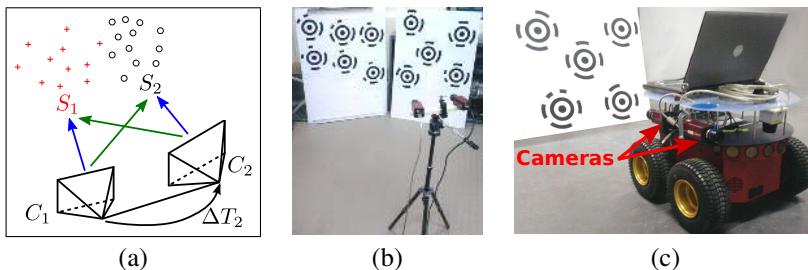 S₁
S₂
C₁
C₂
ΔT₂
Cameras
(a)
(b)
(c)